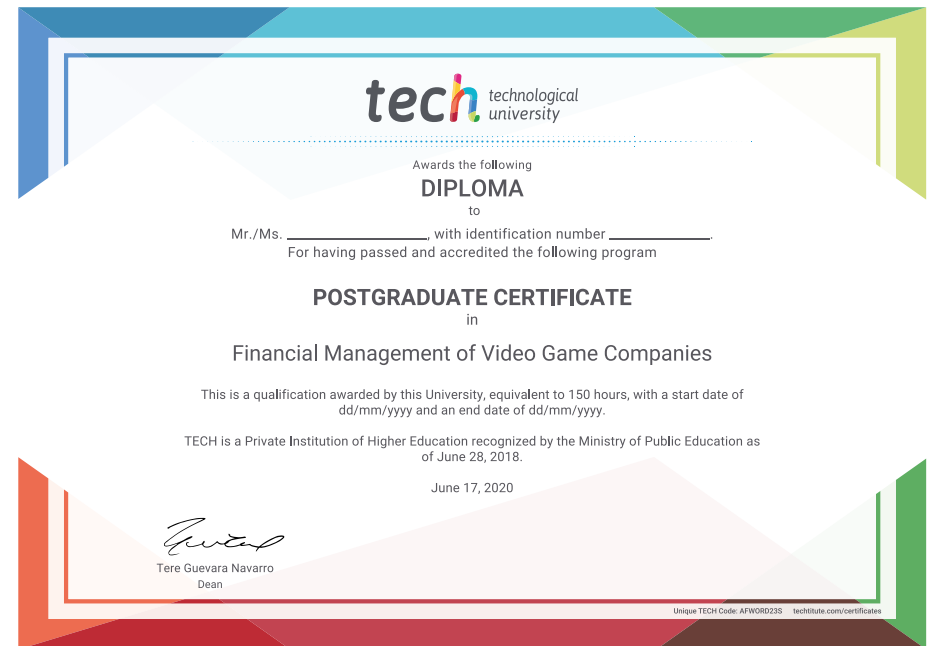 tech technological
university
Awards the following
DIPLOMA
to
Mr./Ms. ____________________, with identification number ______________.
For having passed and accredited the following program
POSTGRADUATE CERTIFICATE
in
Financial Management of Video Game Companies
This is a qualification awarded by this University, equivalent to 150 hours, with a start date of
dd/mm/yyyy and an end date of dd/mm/yyyy.
TECH is a Private Institution of Higher Education recognized by the Ministry of Public Education as
of June 28, 2018.
June 17, 2020
Tere Guevara Navarro
Dean
Unique TECH Code: AFWORD23S techtitute.com/certificates